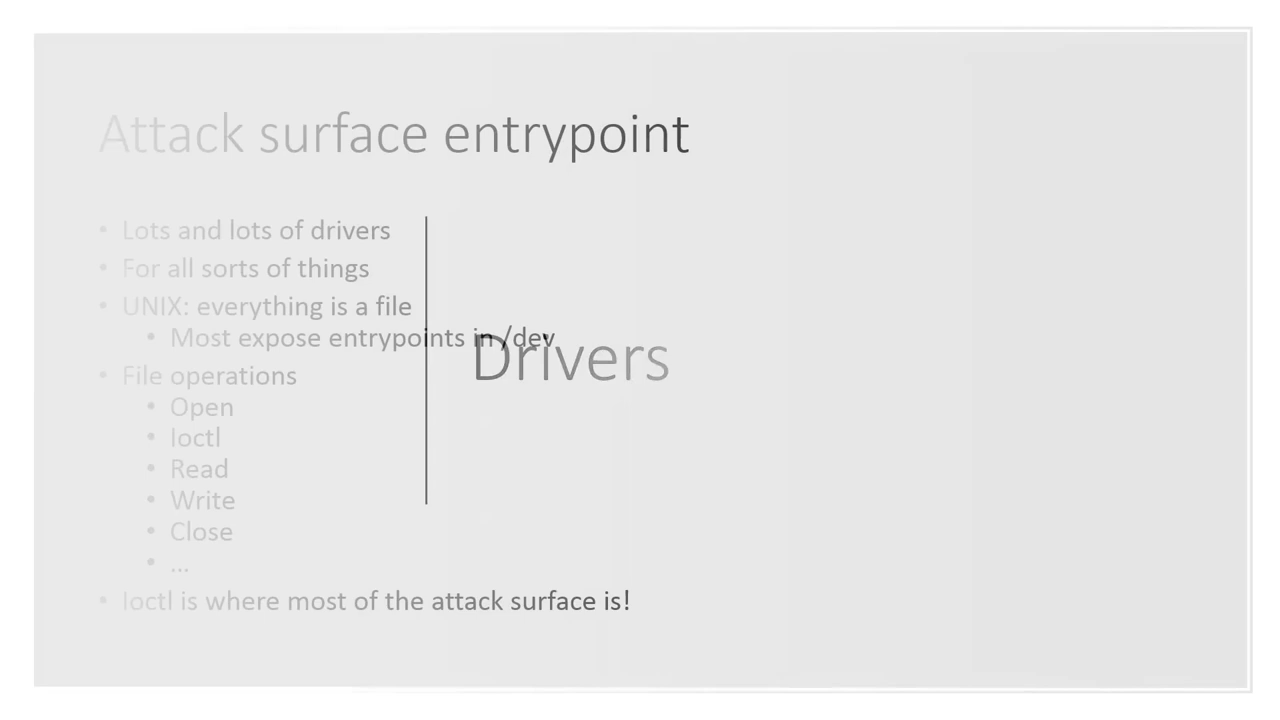 Attack surface entrypoint
• Lots and lots of drivers
• For all sorts of things
• UNIX: everything is a file
• Most expose entrypoints in /dev
Drivers
• File operations
• Open
• Ioctl
• Read
• Write
• Close
• ...
• Ioctl is where most of the attack surface is!